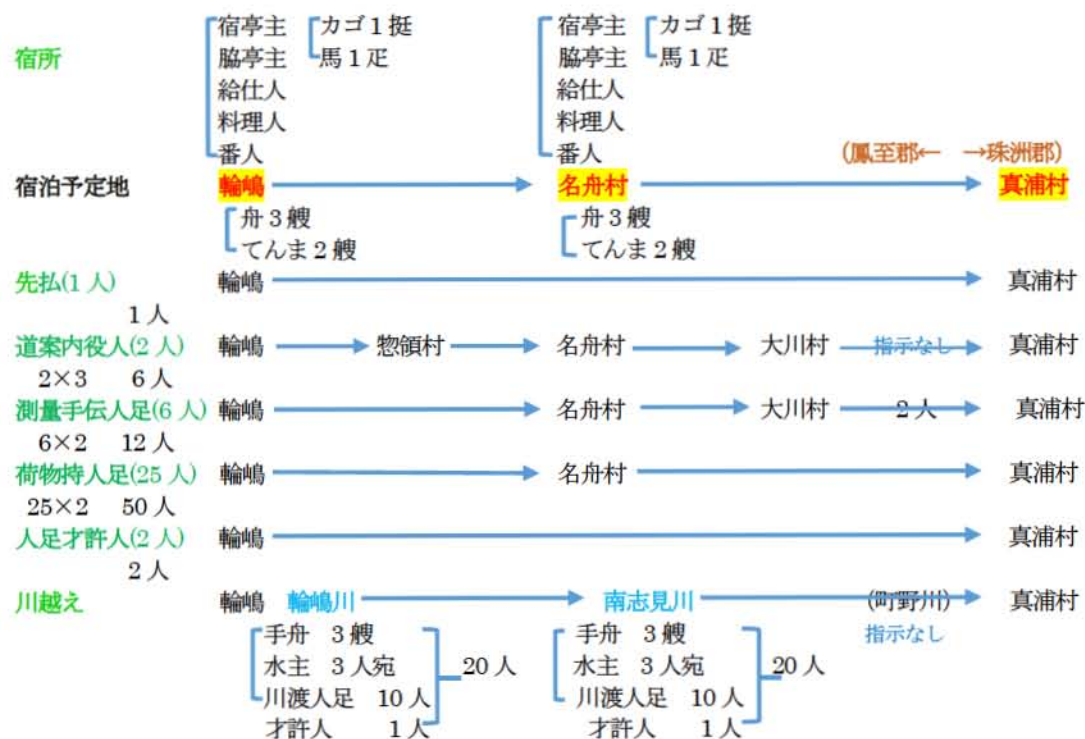 宿亭主 カゴ1挺 宿亭主 カゴ1挺
宿所 脇亭主 馬1疋 脇亭主 馬1疋
給仕人 給仕人
料理人 料理人
番人 番人 (鳳至郡← →珠洲郡)
宿泊予定地 輪嶋 名舟村 真浦村
舟3艘 舟3艘
てんま2艘 てんま2艘
先払(1人) 輪嶋 真浦村
1人
道案内役人(2人) 輪嶋 惣領村 名舟村 大川村 指示なし 真浦村
2×3 6人
測量手伝人足(6人) 輪嶋 名舟村 大川村 2人 真浦村
6×2 12人
荷物持人足(25人) 輪嶋 名舟村 真浦村
25×2 50人
人足才許人(2人) 輪嶋 真浦村
2人
川越え 輪嶋 輪嶋川 南志見川 (町野川) 真浦村
手舟 3艘 手舟 3艘 指示なし
水主 3人宛 20人 水主 3人宛 20人
川渡人足 10人 川渡人足 10人
才許人 1人 才許人 1人